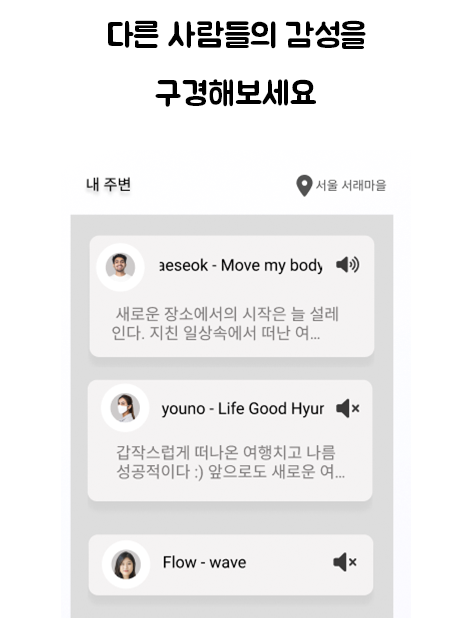 다른 사람들의 감성을
구경해보세요
내 주변
서울 서래마을
aeseok - Move my body
새로운 장소에서의 시작은 늘 설레
인다. 지친 일상속에서 떠난 여...
youno - Life Good Hyur
갑작스럽게 떠나온 여행치고 나름
성공적이다 :) 앞으로도 새로운 여...
Flow - wave